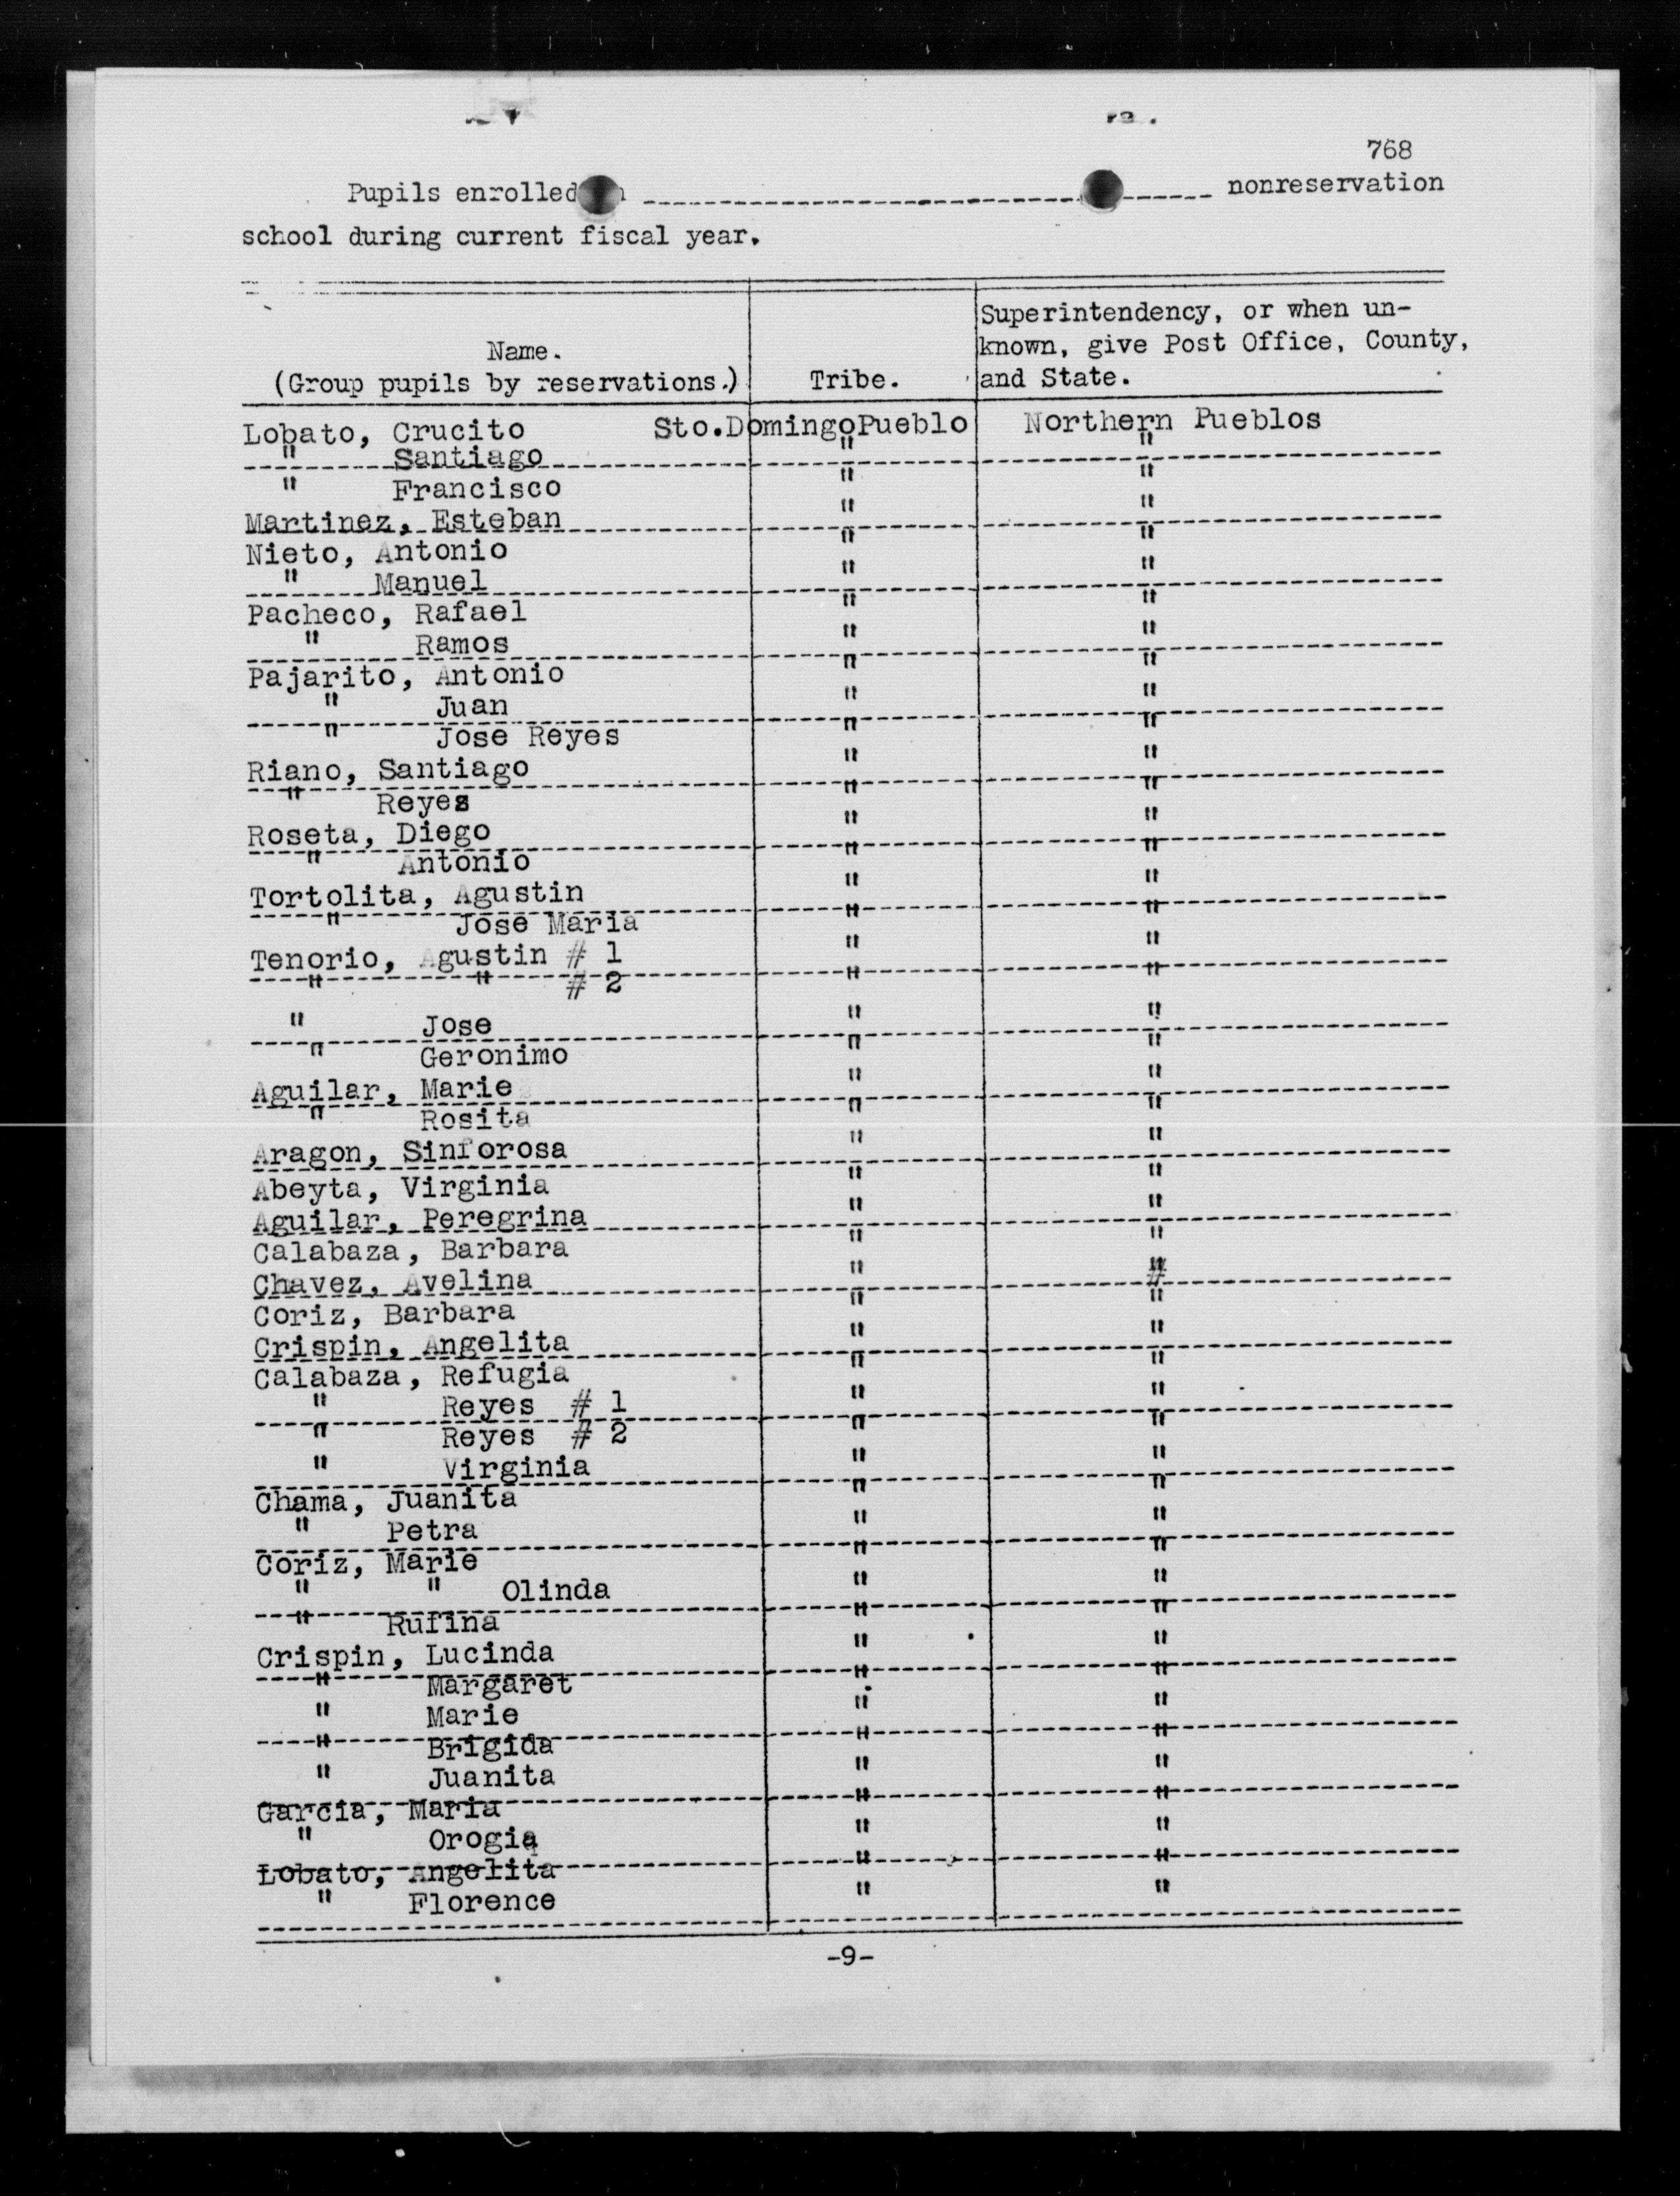 768
Pupils enrolled nonreservation
school during current fiscal year.
Name.
(Group pupils by reservations.)
Tribe.
Superintendency, or when un-
known, give Post Office, County,
and State.
Lobato, Crucito Sto.DomingoPueblo Northern Pueblos
" Santiago " "
" Francisco " "
Martinez, Esteban " "
Nieto, Antonio " "
" Manuel " "
Pacheco, Rafael " "
" Ramos " "
Pajarito, Antonio " "
" Juan " "
" Jose Reyes " "
Riano, Santiago " "
" Reyes " "
Roseta, Diego " "
" Antonio " "
Tortolita, Agustin " "
" Jose Maria " "
Tenorio, Agustin # 1 " "
" " # 2 " "
" Jose " "
" Geronimo " "
Aguilar, Marie " "
" Rosita " "
Aragon, Sinforosa " "
Abeyta, Virginia " "
Aguilar, Peregrina " "
Calabaza, Barbara " "
Chavez, Avelina " "
Coriz, Barbara " "
Crispin, Angelita " "
Calabaza, Refugia " "
" Reyes # 1 " "
" Reyes # 2 " "
" Virginia " "
Chama, Juanita " "
" Petra " "
Coriz, Marie " "
" " Olinda " "
" Rufina " "
Crispin, Lucinda " "
" Margaret " "
" Marie " "
" Brigida " "
" Juanita " "
Garcia, Maria " "
" Orogia " "
Lobato, Angelita " "
" Florence " "
-9-